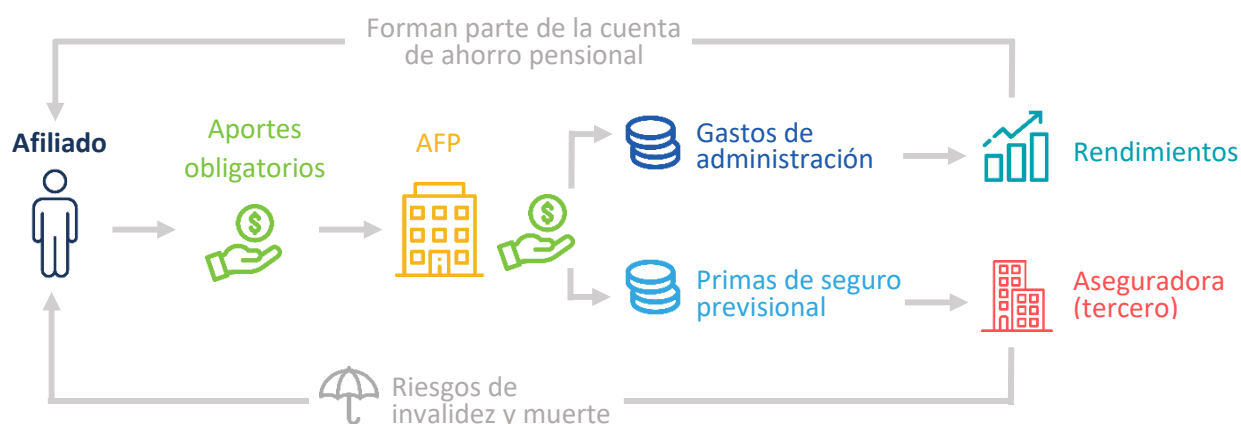 Forman parte de la cuenta
de ahorro pensional
Afiliado
Aportes
obligatorios
AFP
Gastos de
administración
Rendimientos
$
$
Primas de seguro
previsional
Aseguradora
(tercero)
Riesgos de
invalidez y muerte